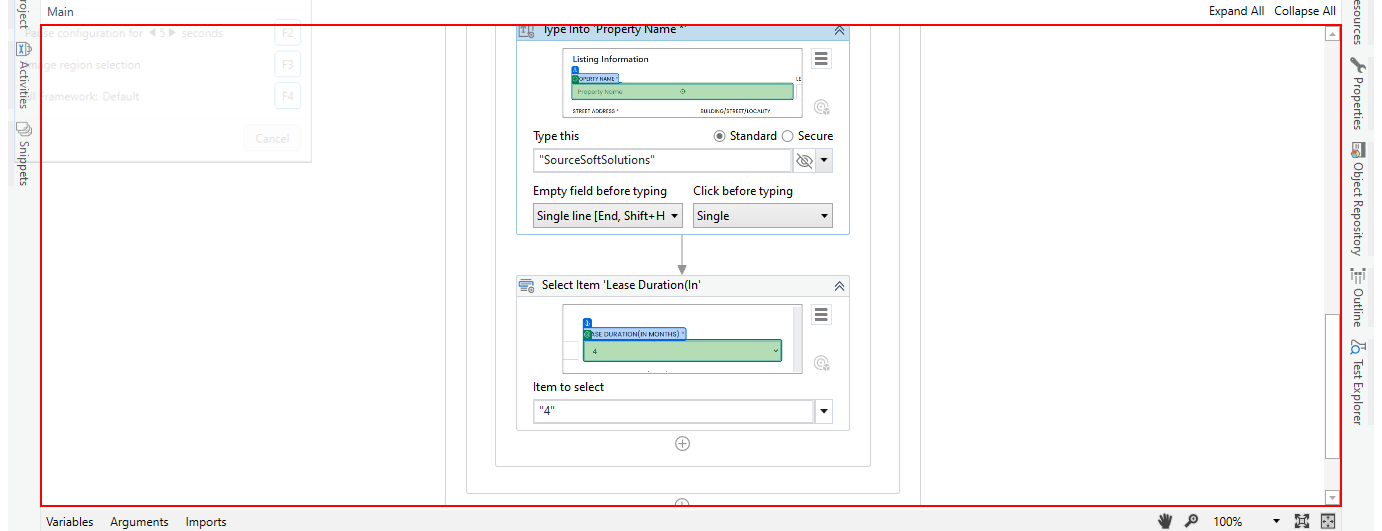 Main
Expand All Collapse All
Pause configuration for 5 seconds F2
Image region selection F3
Framework: Default F4
Cancel
Activities
Snippets
Type Into 'Property Name *'
Listing Information
PROPERTY NAME
Property Name
STREET ADDRESS * BUILDING/STREET/LOCALITY
Type this Standard Secure
"SourceSoftSolutions"
Empty field before typing Click before typing
Single line [End, Shift+H Single
Select Item 'Lease Duration(In'
DURATION(IN MONTHS) *
4
Item to select
"4"
Properties
Object Repository
Outline
Test Explorer
Variables Arguments Imports
100%